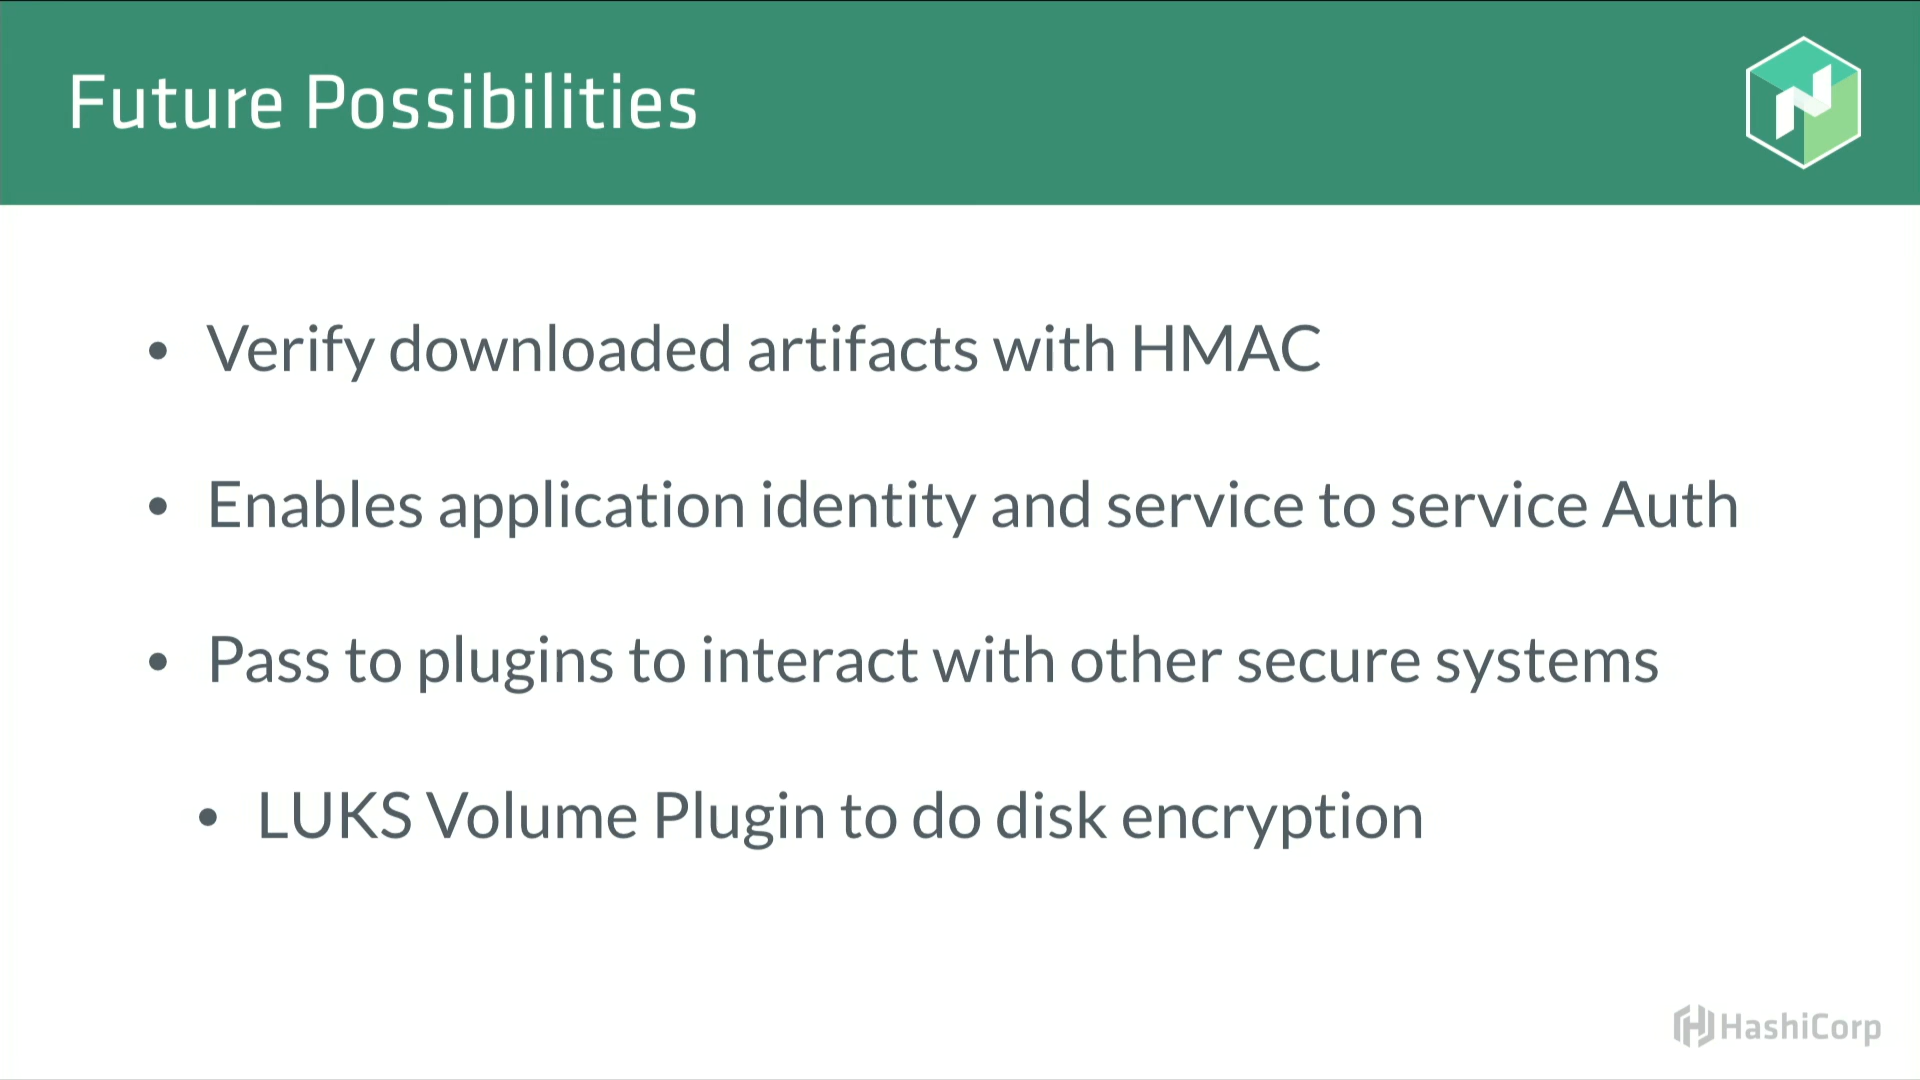 Future Possibilities
• Verify downloaded artifacts with HMAC
• Enables application identity and service to service Auth
• Pass to plugins to interact with other secure systems
• LUKS Volume Plugin to do disk encryption
HashiCorp